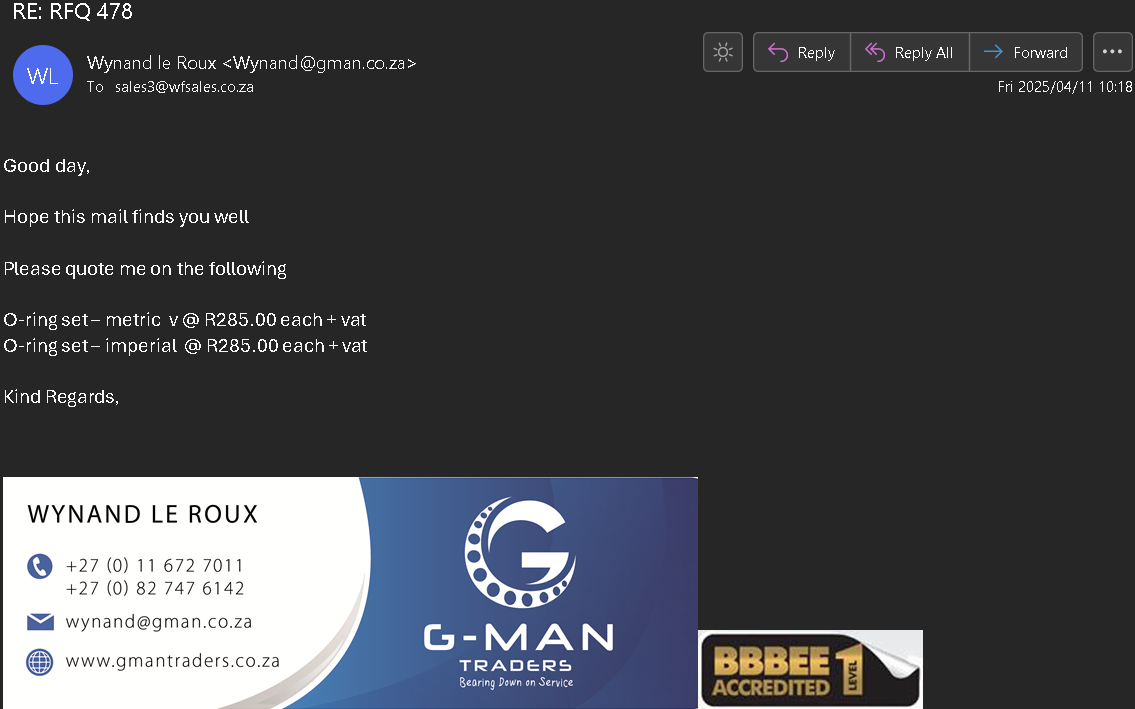 RE: RFQ 478
WL
Wynand le Roux <Wynand@gman.co.za>
To sales3@wfsales.co.za
Reply
Reply All
Forward
Fri 2025/04/11 10:18
Good day,
Hope this mail finds you well
Please quote me on the following
O-ring set – metric v @ R285.00 each + vat
O-ring set – imperial @ R285.00 each + vat
Kind Regards,
WYNAND LE ROUX
+27 (0) 11 672 7011
+27 (0) 82 747 6142
wynand@gman.co.za
www.gmantraders.co.za
G
G-MAN
TRADERS
Bearing Down on Service
BBBEE
ACCREDITED
1
LEVEL